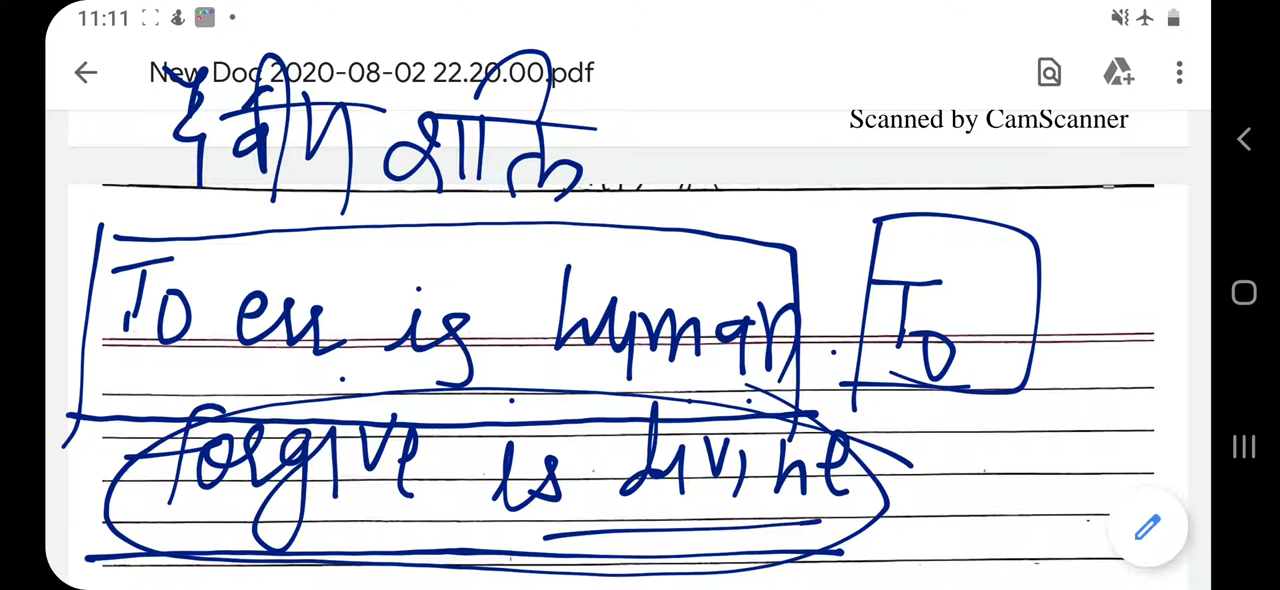 11:11
New Doc 2020-08-02 22.20.00.pdf
Scanned by CamScanner
शक्ति
To err is human. To
forgive is divine